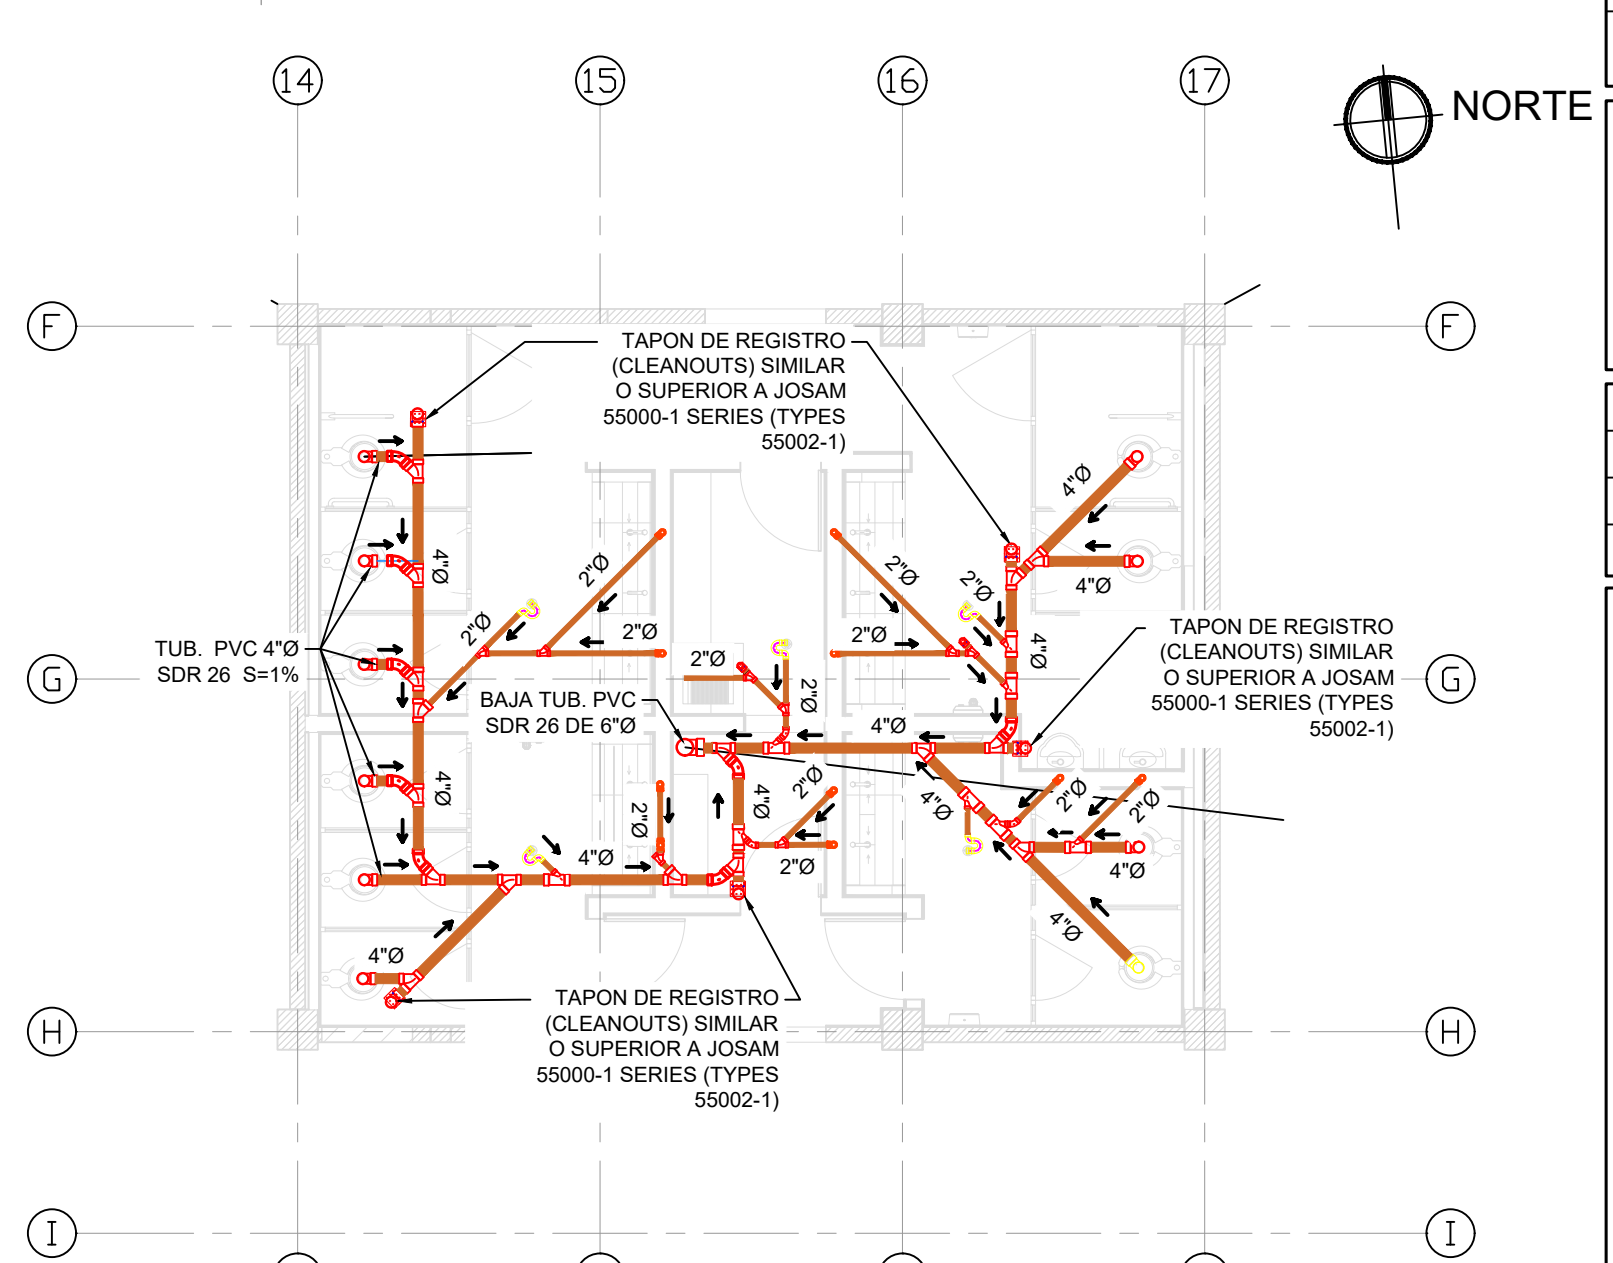 14
15
16
17
NORTE
F
F
TAPON DE REGISTRO
(CLEANOUTS) SIMILAR
O SUPERIOR A JOSAM
55000-1 SERIES (TYPES
55002-1)
4"Ø
4"Ø
4"Ø
2"Ø
2"Ø
2"Ø
2"Ø
2"Ø
2"Ø
4"Ø
TUB. PVC 4"Ø
SDR 26 S=1%
G
G
TAPON DE REGISTRO
(CLEANOUTS) SIMILAR
O SUPERIOR A JOSAM
55000-1 SERIES (TYPES
55002-1)
2"Ø
2"Ø
BAJA TUB. PVC
SDR 26 DE 6"Ø
4"Ø
4"Ø
2"Ø
4"Ø
2"Ø
4"Ø
2"Ø
2"Ø
4"Ø
2"Ø
4"Ø
4"Ø
4"Ø
TAPON DE REGISTRO
(CLEANOUTS) SIMILAR
O SUPERIOR A JOSAM
55000-1 SERIES (TYPES
55002-1)
H
H
I
I